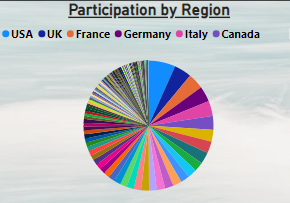 Participation by Region
USA UK France Germany Italy Canada